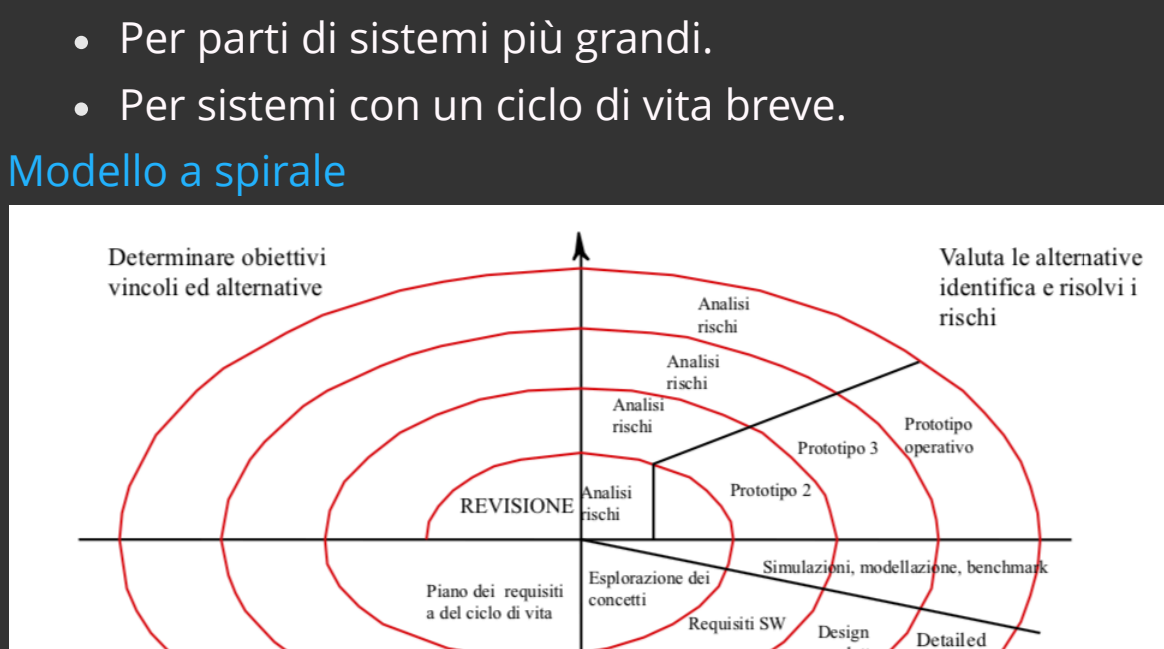 Per parti di sistemi più grandi.
Per sistemi con un ciclo di vita breve.
Modello a spirale
Determinare obiettivi
vincoli ed alternative
Valuta le alternative
identifica e risolvi i
rischi
Analisi
rischi
Analisi
rischi
Analisi
rischi
Prototipo
operativo
Prototipo 3
Prototipo 2
REVISIONE
Analisi
rischi
Simulazioni, modellazione, benchmark
Piano dei requisiti
a del ciclo di vita
Esplorazione dei
concetti
Requisiti SW
Design
Detailed